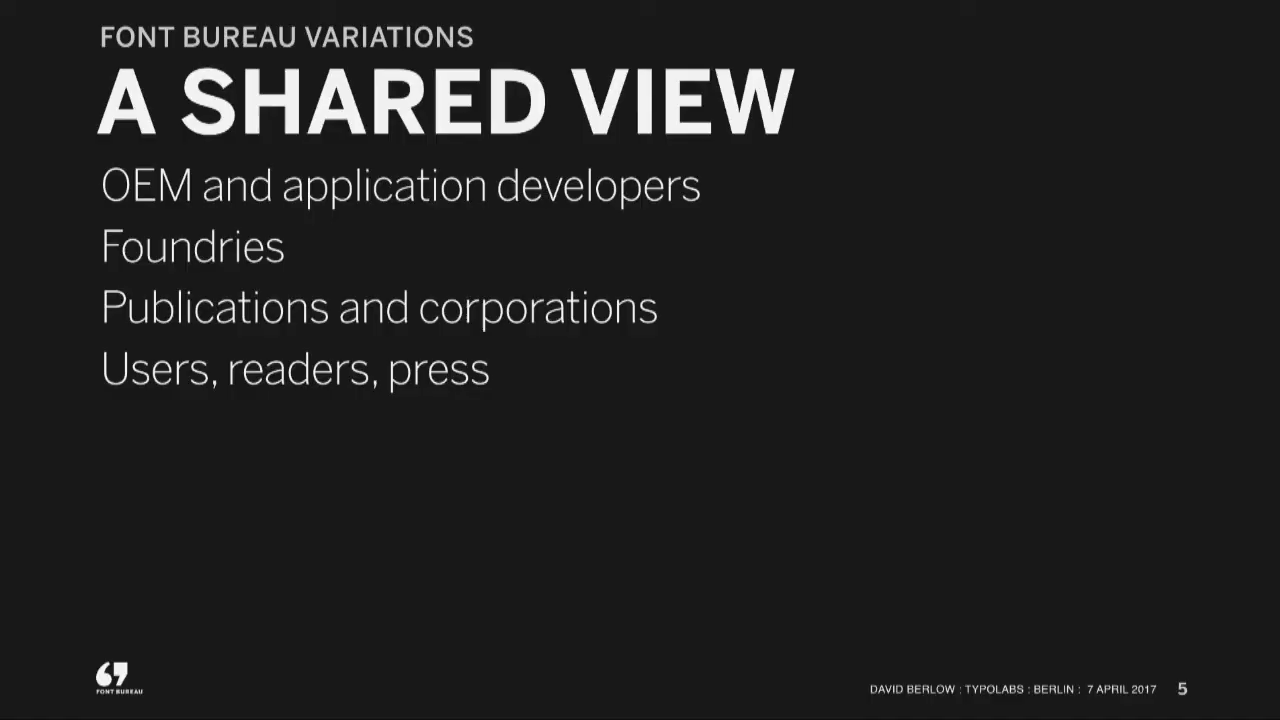 FONT BUREAU VARIATIONS
A SHARED VIEW
OEM and application developers
Foundries
Publications and corporations
Users, readers, press
FONT BUREAU
DAVID BERLOW : TYPOLABS : BERLIN : 7 APRIL 2017 5